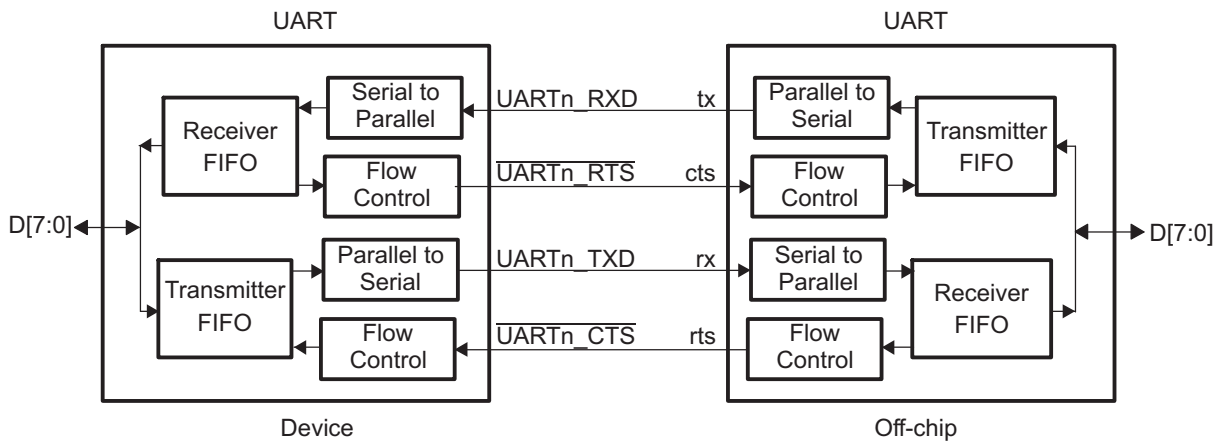 UART
UART
Serial to
Parallel
UARTn_RXD
tx
Parallel to
Serial
Receiver
FIFO
Transmitter
FIFO
Flow
Control
UARTn_RTS
cts
Flow
Control
D[7:0]
D[7:0]
Parallel to
Serial
UARTn_TXD
rx
Serial to
Parallel
Transmitter
FIFO
Receiver
FIFO
Flow
Control
UARTn_CTS
rts
Flow
Control
Device
Off-chip